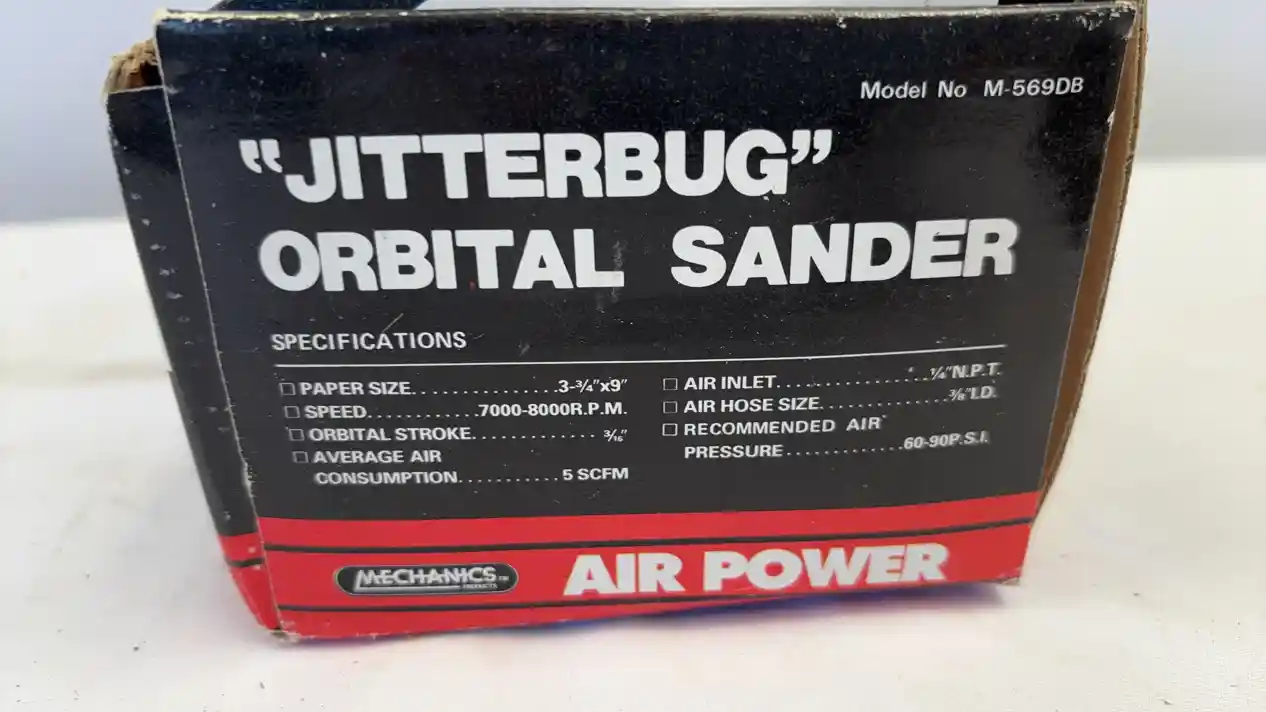 Model No M-569DB
"JITTERBUG"
ORBITAL SANDER
SPECIFICATIONS
□ PAPER SIZE..............3-¾"x9"
□ SPEED...........7000-8000R.P.M.
□ ORBITAL STROKE.............3/16"
□ AVERAGE AIR
CONSUMPTION...........5 SCFM
□ AIR INLET................¼"N.P.T.
□ AIR HOSE SIZE.............⅜"I.D.
□ RECOMMENDED AIR
PRESSURE............60-90P.S.I.
MECHANICS™
PRODUCTS
AIR POWER